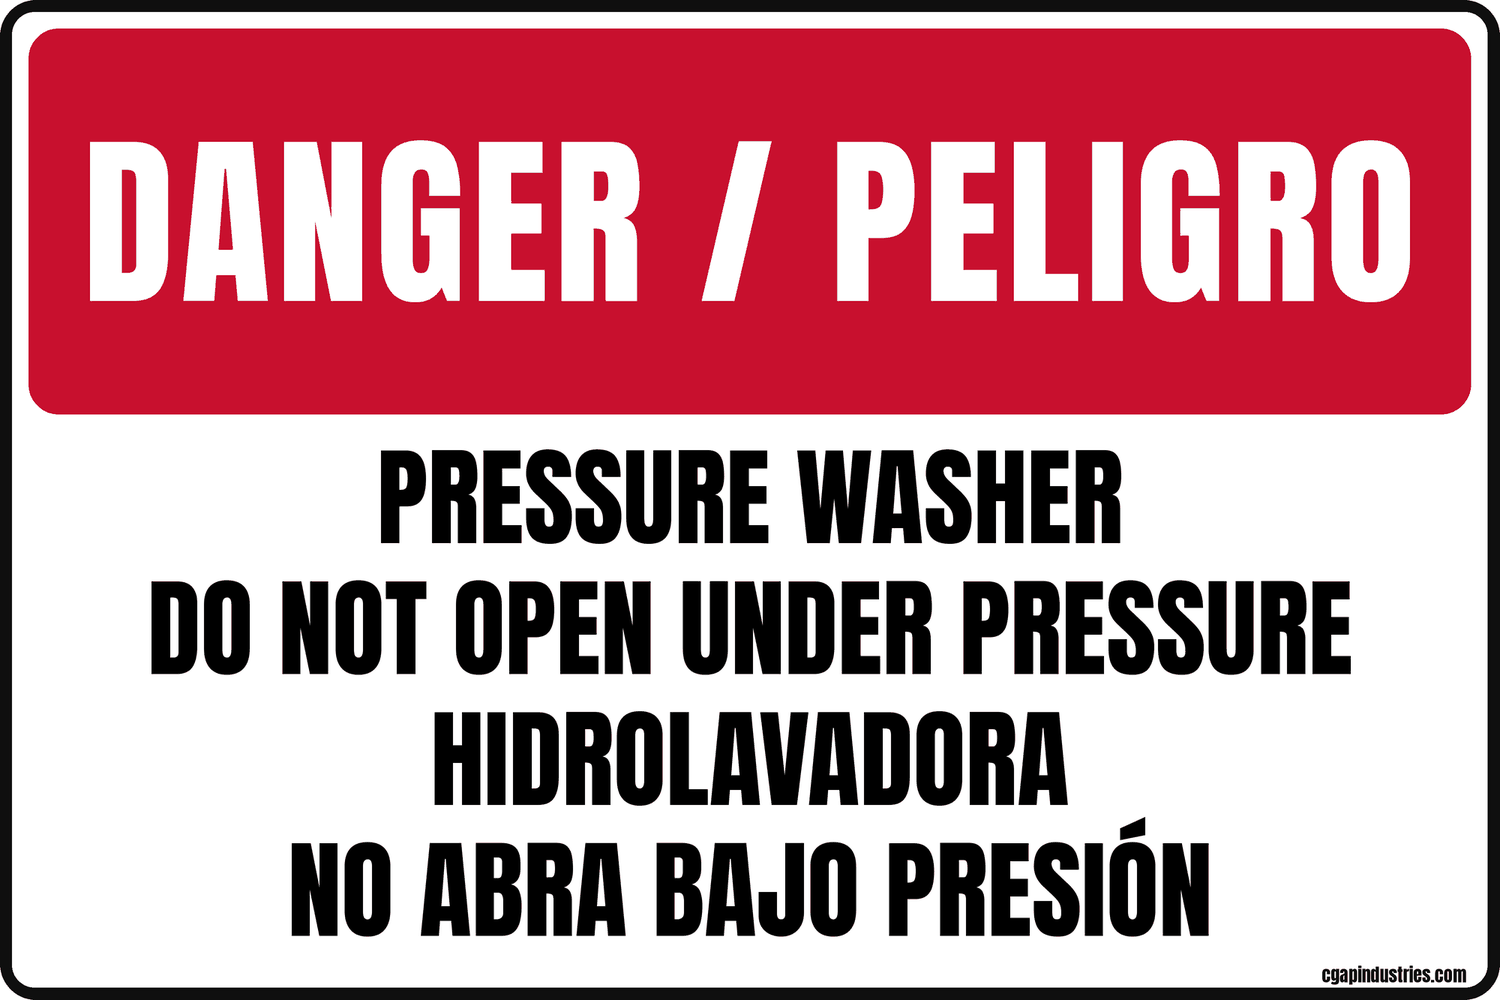 DANGER / PELIGRO
PRESSURE WASHER
DO NOT OPEN UNDER PRESSURE
HIDROLAVADORA
NO ABRA BAJO PRESIÓN
cgapindustries.com